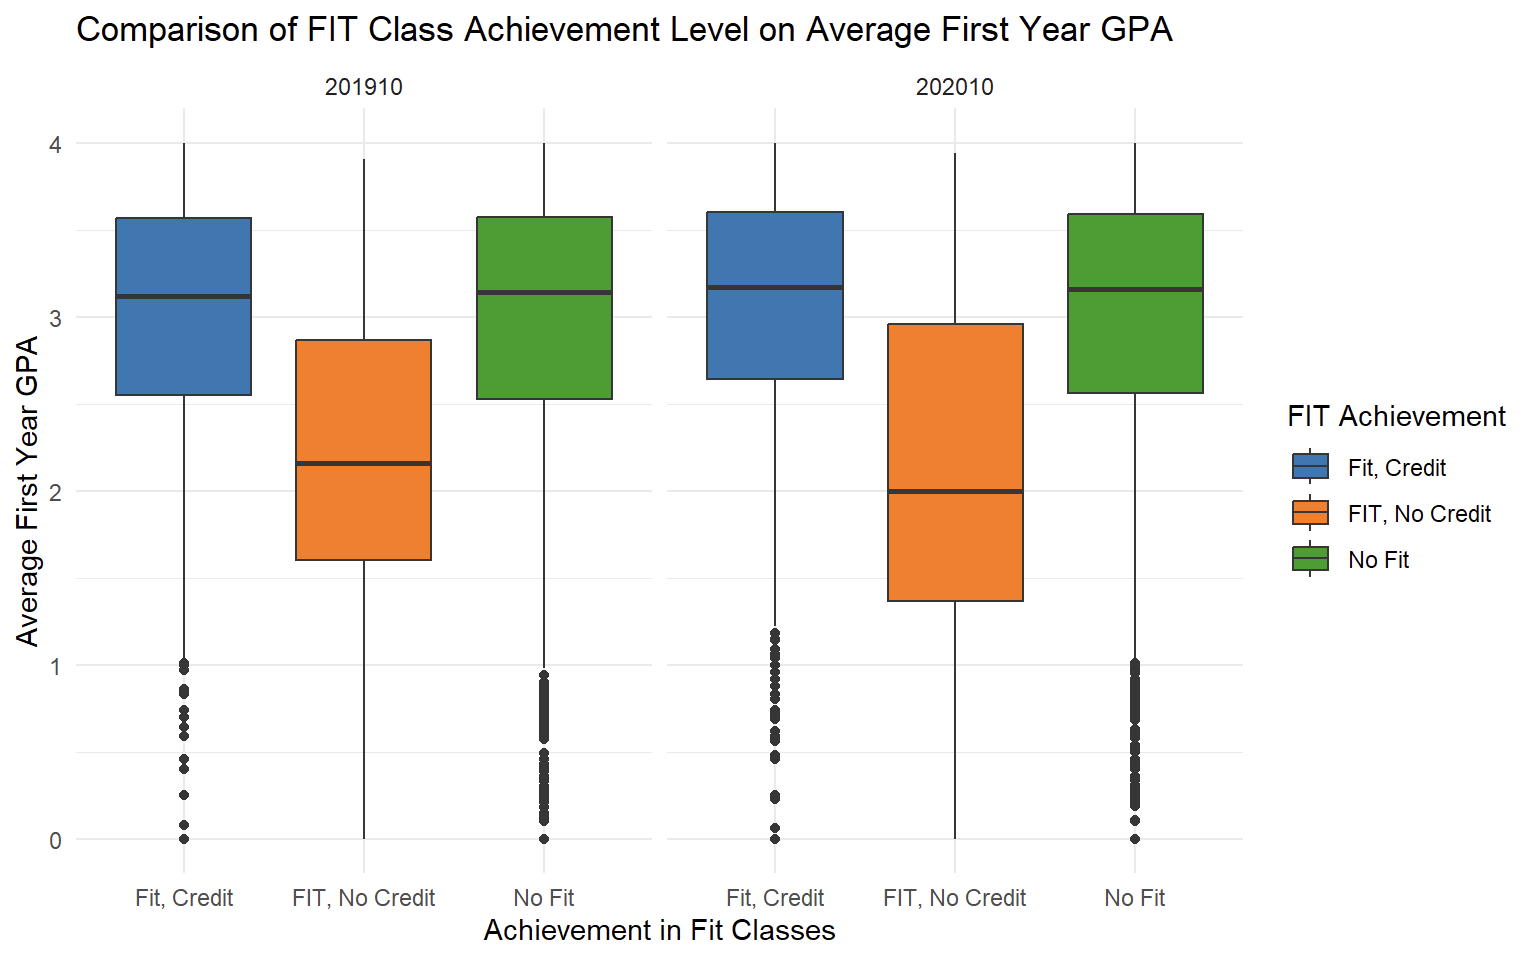 Comparison of FIT Class Achievement Level on Average First Year GPA
201910
202010
Average First Year GPA
4
3
2
1
0
Fit, Credit
FIT, No Credit
No Fit
Fit, Credit
FIT, No Credit
No Fit
Achievement in Fit Classes
FIT Achievement
Fit, Credit
FIT, No Credit
No Fit